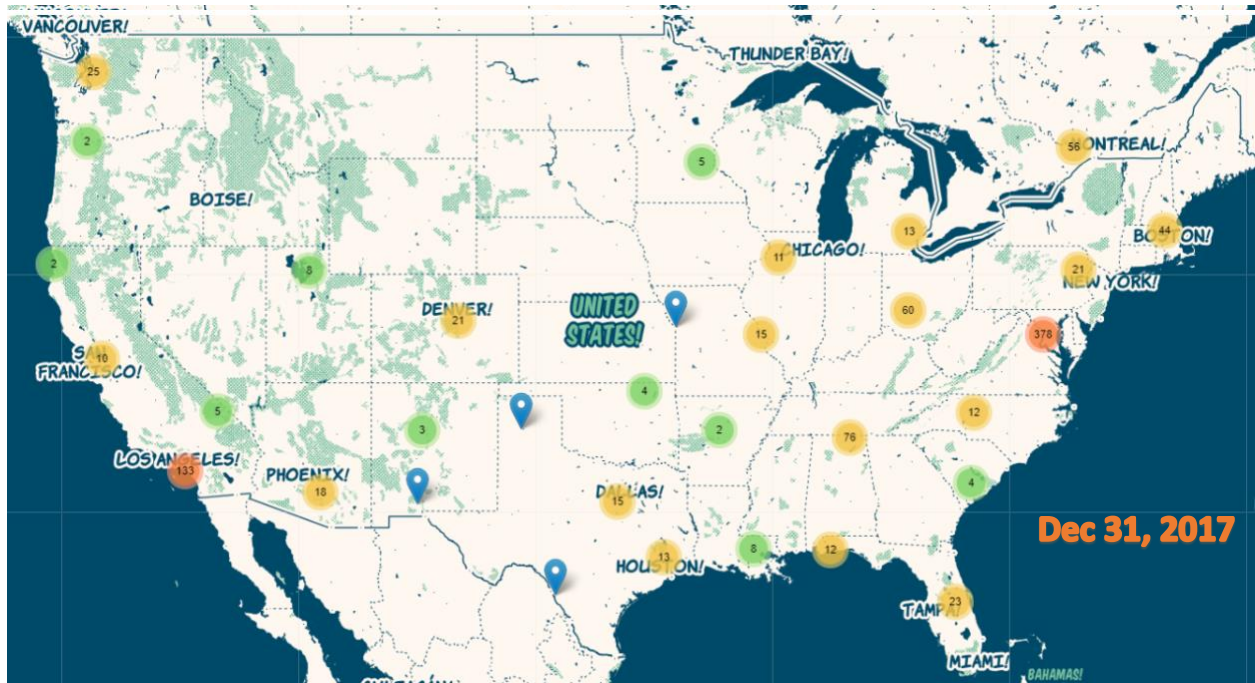 VANCOUVER!
25
THUNDER BAY!
2
56
MONTREAL!
5
BOISE!
13
44
BOSTON!
2
8
11
CHICAGO!
21
NEW YORK!
DENVER!
21
UNITED
STATES!
60
15
378
SAN
10
FRANCISCO!
4
5
3
2
12
76
LOS ANGELES!
133
PHOENIX!
18
DALLAS!
15
4
Dec 31, 2017
13
HOUSTON!
8
12
TAMPA!
23
MIAMI!
BAHAMAS!